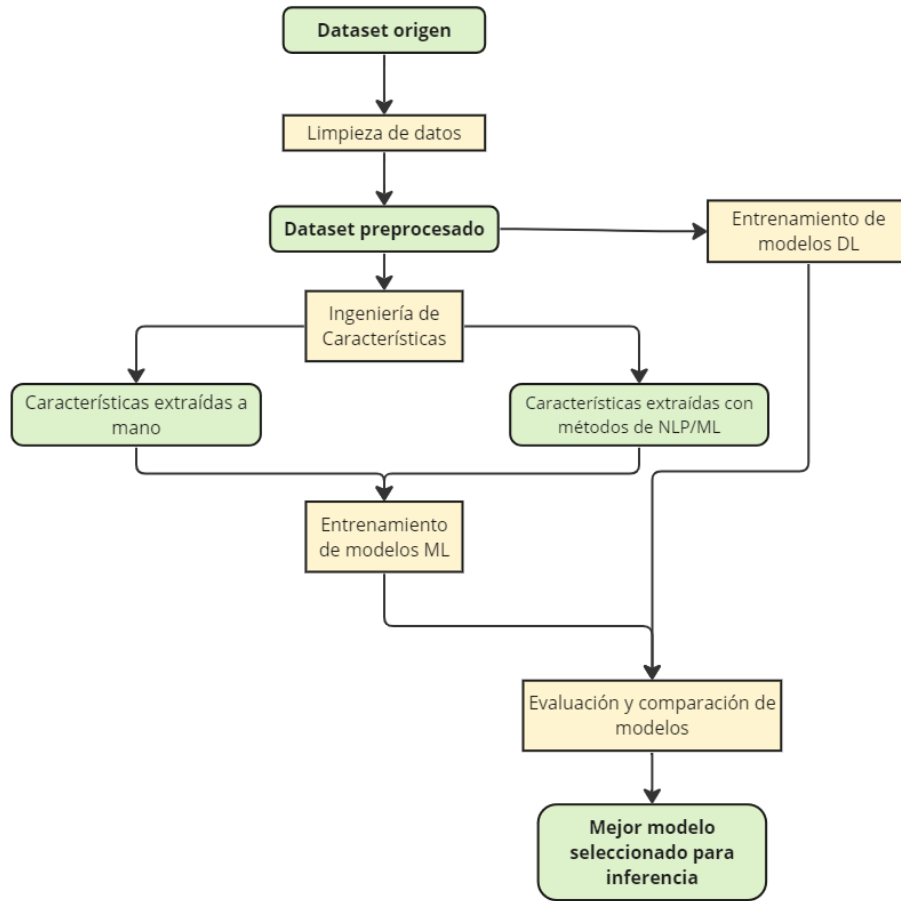 Dataset origen
Limpieza de datos
Dataset preprocesado
Entrenamiento de
modelos DL
Ingeniería de
Características
Características extraídas a
mano
Características extraídas con
métodos de NLP/ML
Entrenamiento
de modelos ML
Evaluación y comparación de
modelos
Mejor modelo
seleccionado para
inferencia